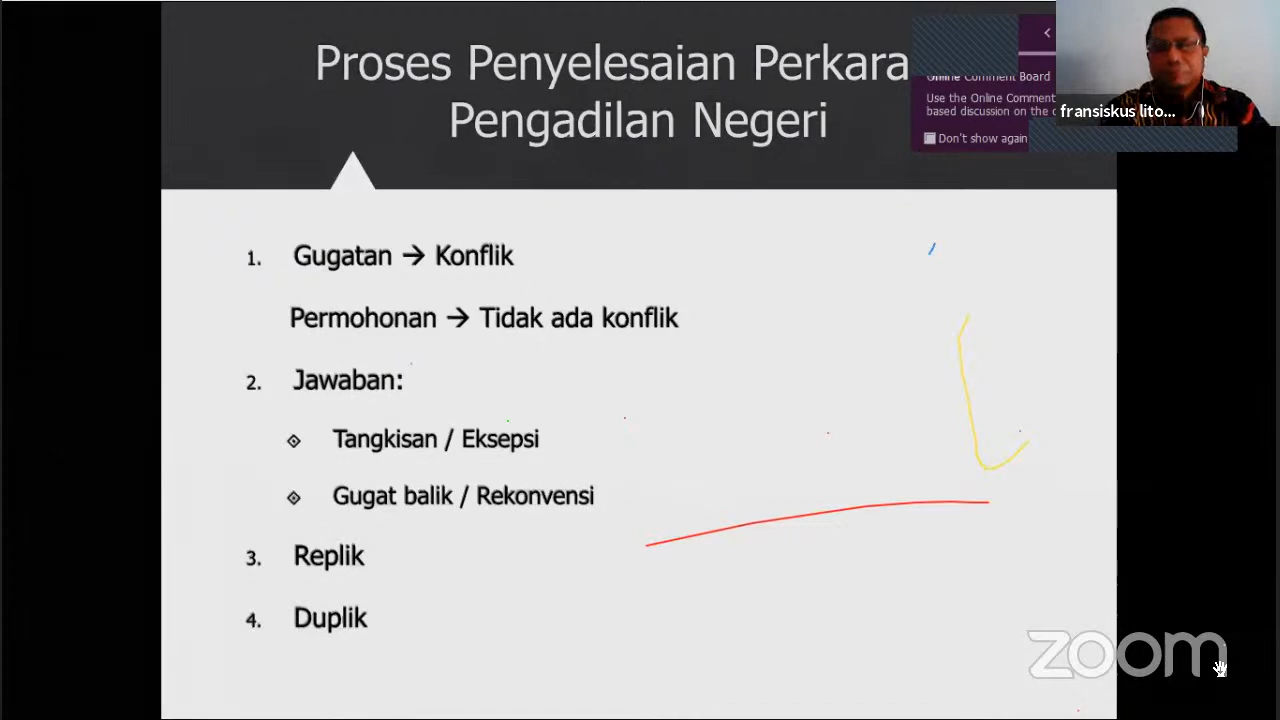 Proses Penyelesaian Perkara
Pengadilan Negeri
Online Comment Board
Use the Online Comment
based discussion on the
Don't show again
fransiskus lito...
1. Gugatan → Konflik
Permohonan → Tidak ada konflik
2. Jawaban:
Tangkisan / Eksepsi
Gugat balik / Rekonvensi
3. Replik
4. Duplik
zoom